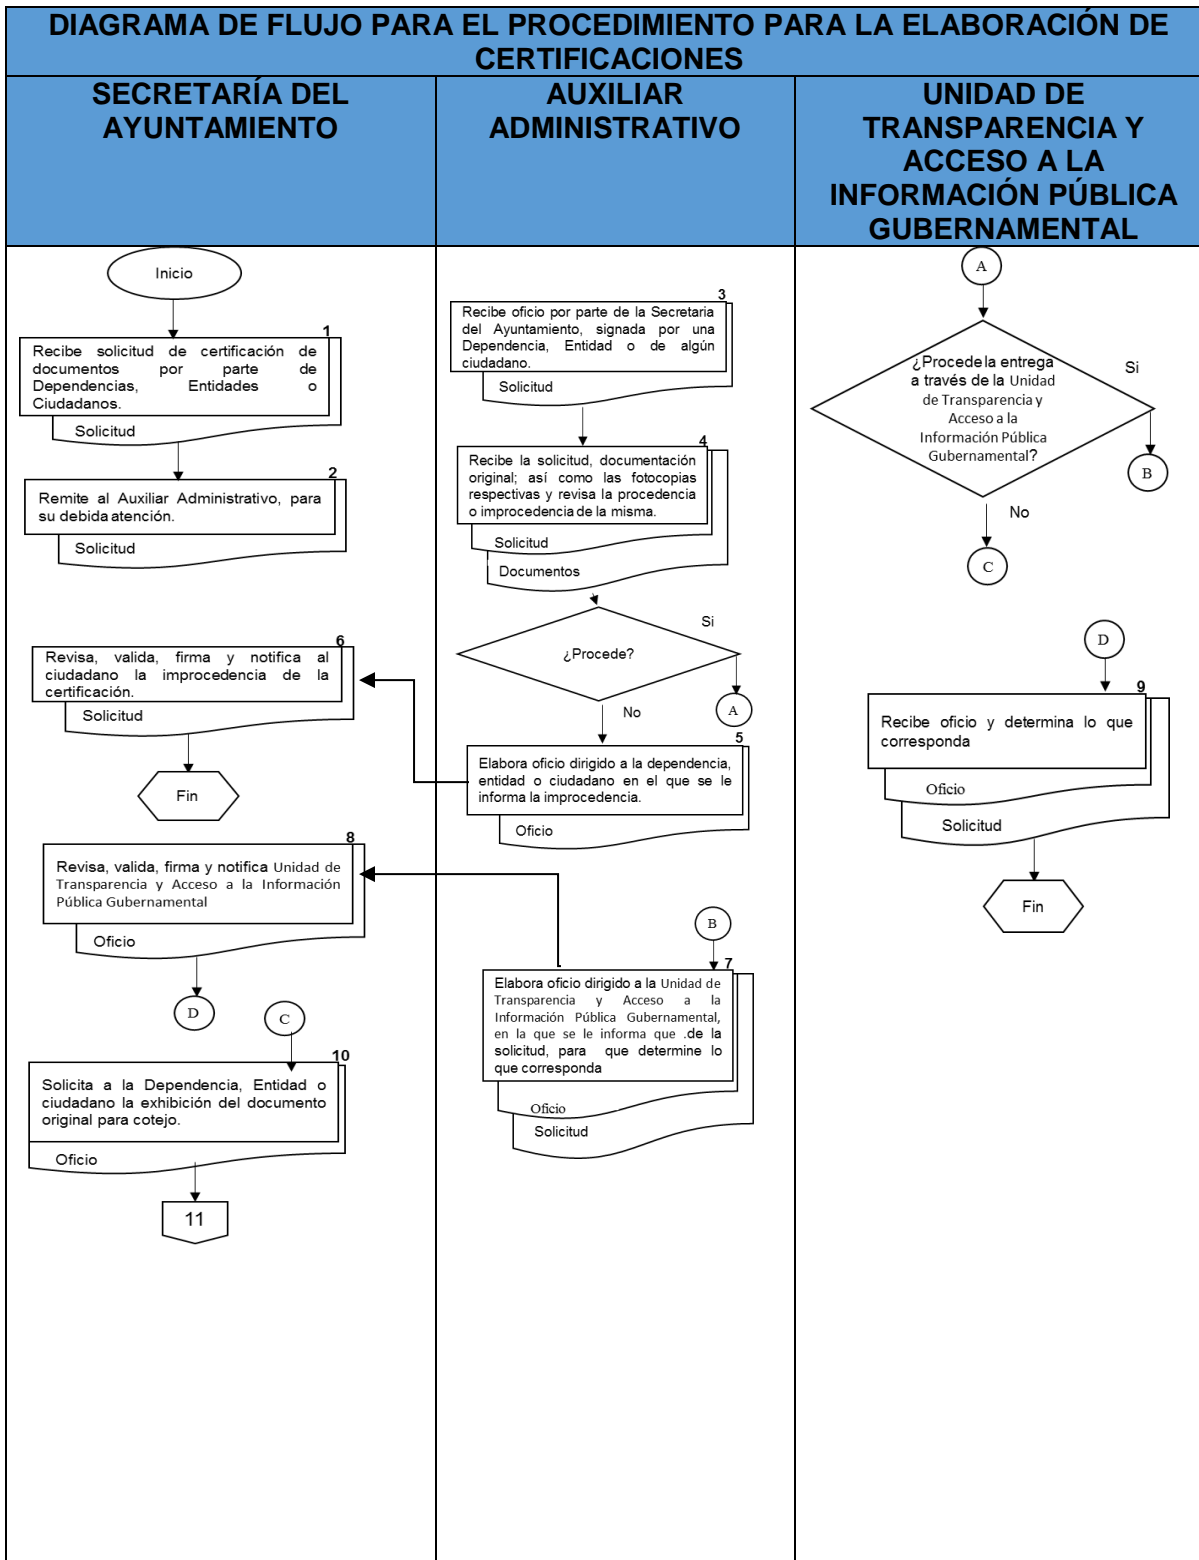 DIAGRAMA DE FLUJO PARA EL PROCEDIMIENTO PARA LA ELABORACIÓN DE
CERTIFICACIONES
SECRETARÍA DEL
AYUNTAMIENTO
AUXILIAR
ADMINISTRATIVO
UNIDAD DE
TRANSPARENCIA Y
ACCESO A LA
INFORMACIÓN PÚBLICA
GUBERNAMENTAL
Inicio
1
Recibe solicitud de certificación de
documentos por parte de
Dependencias, Entidades o
Ciudadanos.
Solicitud
2
Remite al Auxiliar Administrativo, para
su debida atención.
Solicitud
6
Revisa, valida, firma y notifica al
ciudadano la improcedencia de la
certificación.
Solicitud
Fin
8
Revisa, valida, firma y notifica Unidad de
Transparencia y Acceso a la Información
Pública Gubernamental
Oficio
D
C
10
Solicita a la Dependencia, Entidad o
ciudadano la exhibición del documento
original para cotejo.
Oficio
11
3
Recibe oficio por parte de la Secretaria
del Ayuntamiento, signada por una
Dependencia, Entidad o de algún
ciudadano.
Solicitud
4
Recibe la solicitud, documentación
original; así como las fotocopias
respectivas y revisa la procedencia
o improcedencia de la misma.
Solicitud
Documentos
¿Procede?
Si
A
No
5
Elabora oficio dirigido a la dependencia,
entidad o ciudadano en el que se le
informa la improcedencia.
Oficio
B
7
Elabora oficio dirigido a la Unidad de
Transparencia y Acceso a la
Información Pública Gubernamental,
en la que se le informa que .de la
solicitud, para que determine lo
que corresponda
Oficio
Solicitud
A
¿Procede la entrega
a través de la Unidad
de Transparencia y
Acceso a la
Información Pública
Gubernamental?
Si
B
No
C
D
9
Recibe oficio y determina lo que
corresponda
Oficio
Solicitud
Fin